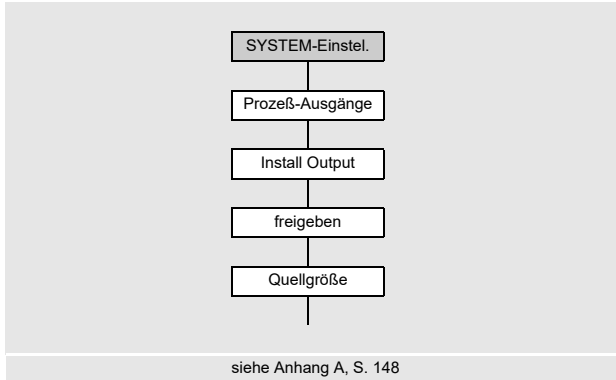 SYSTEM-Einstel.
Prozeß-Ausgänge
Install Output
freigeben
Quellgröße
siehe Anhang A, S. 148